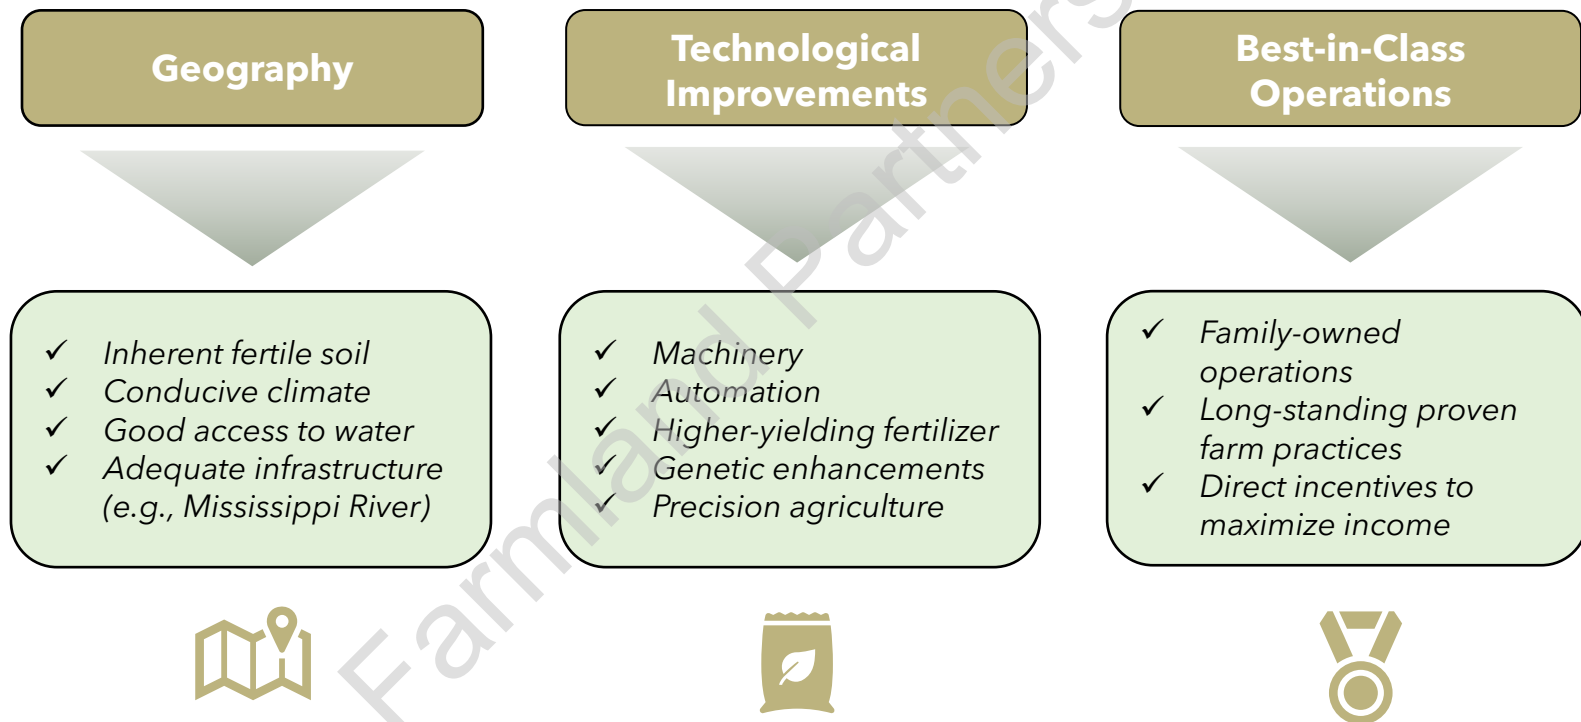 Geography
Technological
Improvements
Best-in-Class
Operations
✓ Inherent fertile soil
✓ Conducive climate
✓ Good access to water
✓ Adequate infrastructure
(e.g., Mississippi River)
✓ Machinery
✓ Automation
✓ Higher-yielding fertilizer
✓ Genetic enhancements
✓ Precision agriculture
✓ Family-owned
operations
✓ Long-standing proven
farm practices
✓ Direct incentives to
maximize income
Farmland Partners